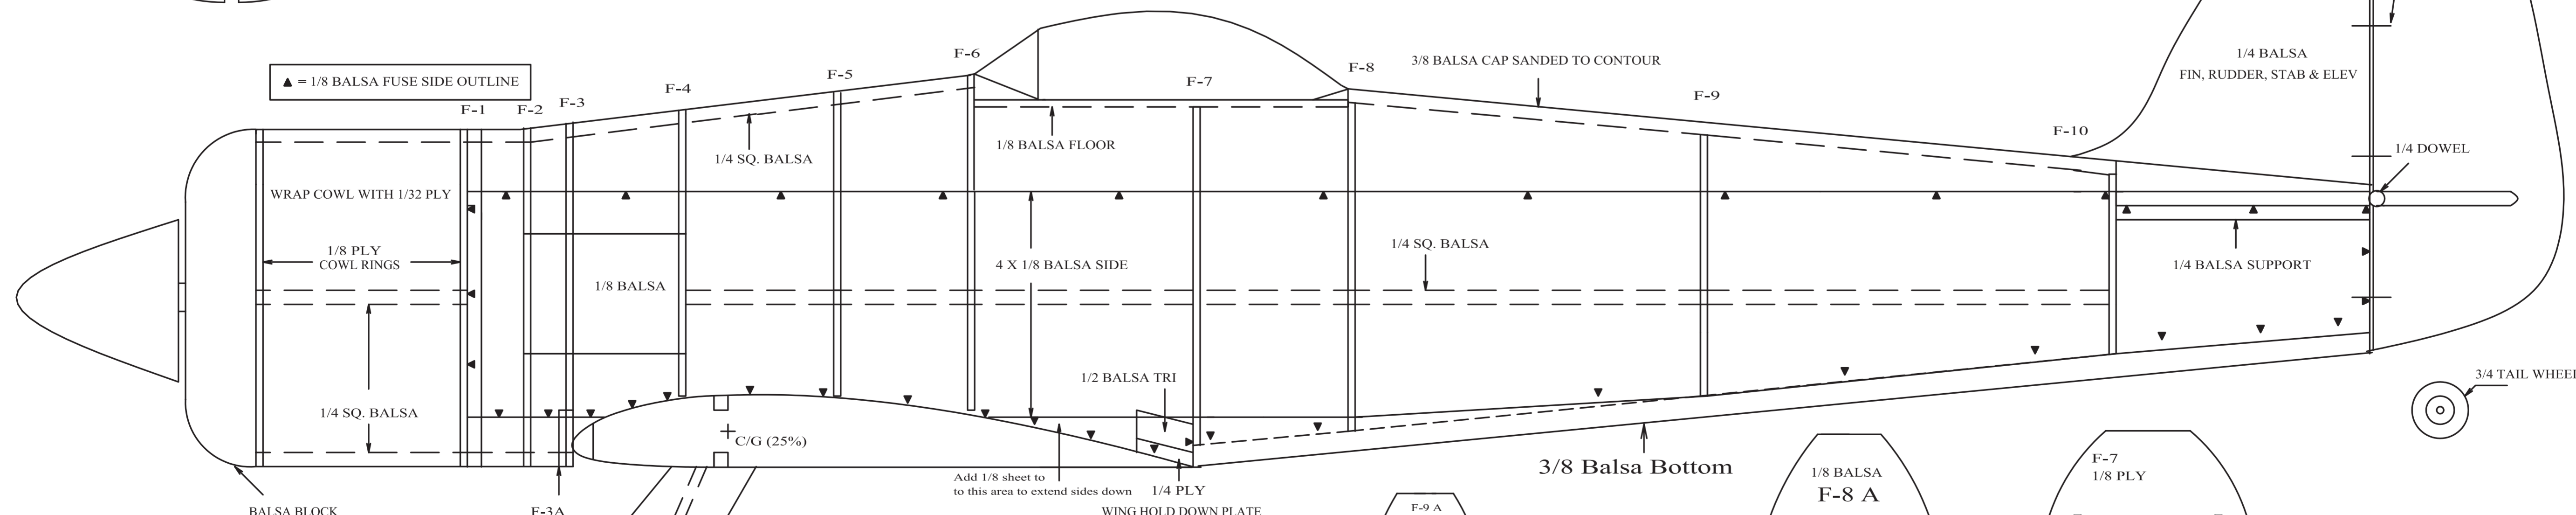 F-6
F-8
3/8 BALSA CAP SANDED TO CONTOUR
1/4 BALSA
FIN, RUDDER, STAB & ELEV
▲ = 1/8 BALSA FUSE SIDE OUTLINE
F-5
F-4
F-7
F-9
F-1
F-2
F-3
F-10
1/4 SQ. BALSA
1/8 BALSA FLOOR
1/4 DOWEL
WRAP COWL WITH 1/32 PLY
1/8 PLY
COWL RINGS
1/8 BALSA
4 X 1/8 BALSA SIDE
1/4 SQ. BALSA
1/4 BALSA SUPPORT
1/2 BALSA TRI
3/4 TAIL WHEEL
1/4 SQ. BALSA
C/G (25%)
Add 1/8 sheet to
to this area to extend sides down
1/4 PLY
WING HOLD DOWN PLATE
3/8 Balsa Bottom
1/8 BALSA
F-8 A
F-7
1/8 PLY
BALSA BLOCK
F-3A
F-9 A